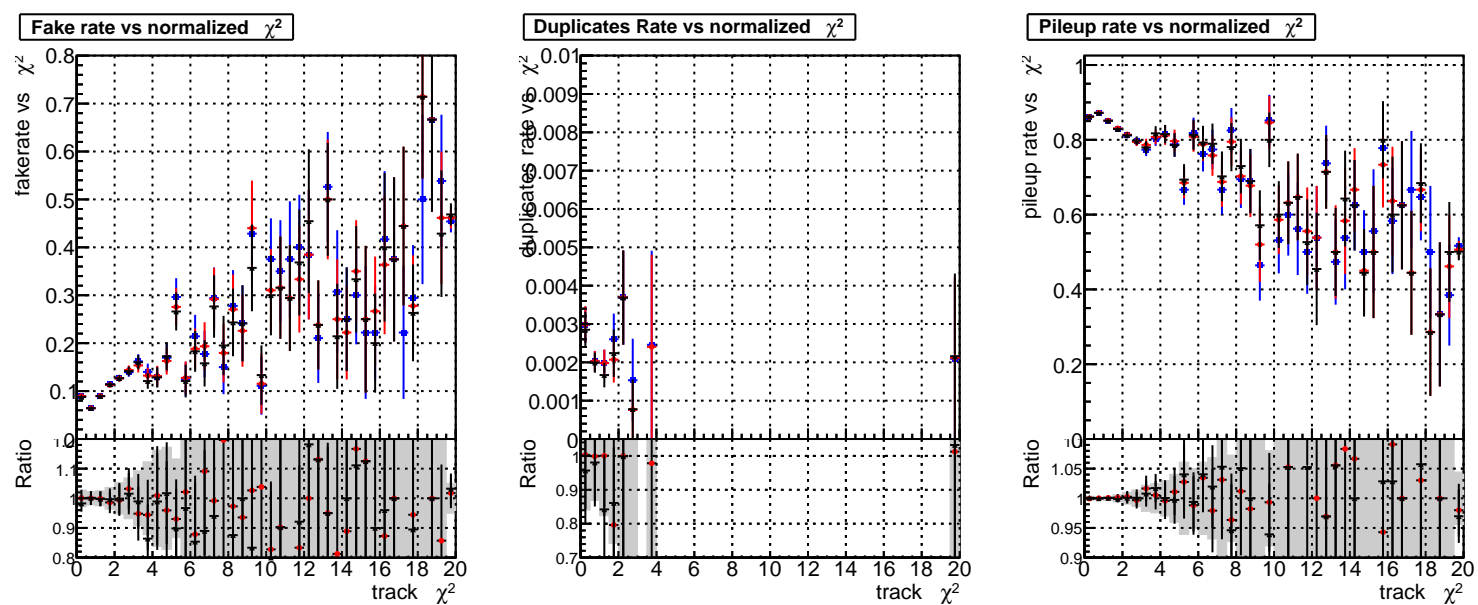 Fake rate vs normalized χ²
fakerate vs χ²
0.8
0.7
0.6
0.5
0.4
0.3
0.2
0.1
Ratio
1.1
1
0.9
0.8
0 2 4 6 8 10 12 14 16 18 20
track χ²
Duplicates Rate vs normalized χ²
duplicates rate vs χ²
0.01
0.009
0.008
0.007
0.006
0.005
0.004
0.003
0.002
0.001
Ratio
1
0.9
0.8
0.7
0 2 4 6 8 10 12 14 16 18 20
track χ²
Pileup rate vs normalized χ²
pileup rate vs χ²
1
0.8
0.6
0.4
0.2
Ratio
1.05
1
0.95
0.9
0 2 4 6 8 10 12 14 16 18 20
track χ²